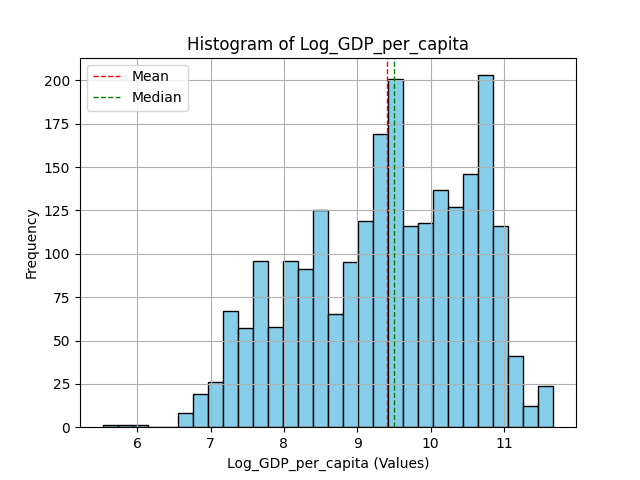 Histogram of Log_GDP_per_capita
Mean
Median
Frequency
200
175
150
125
100
75
50
25
0
6 7 8 9 10 11
Log_GDP_per_capita (Values)